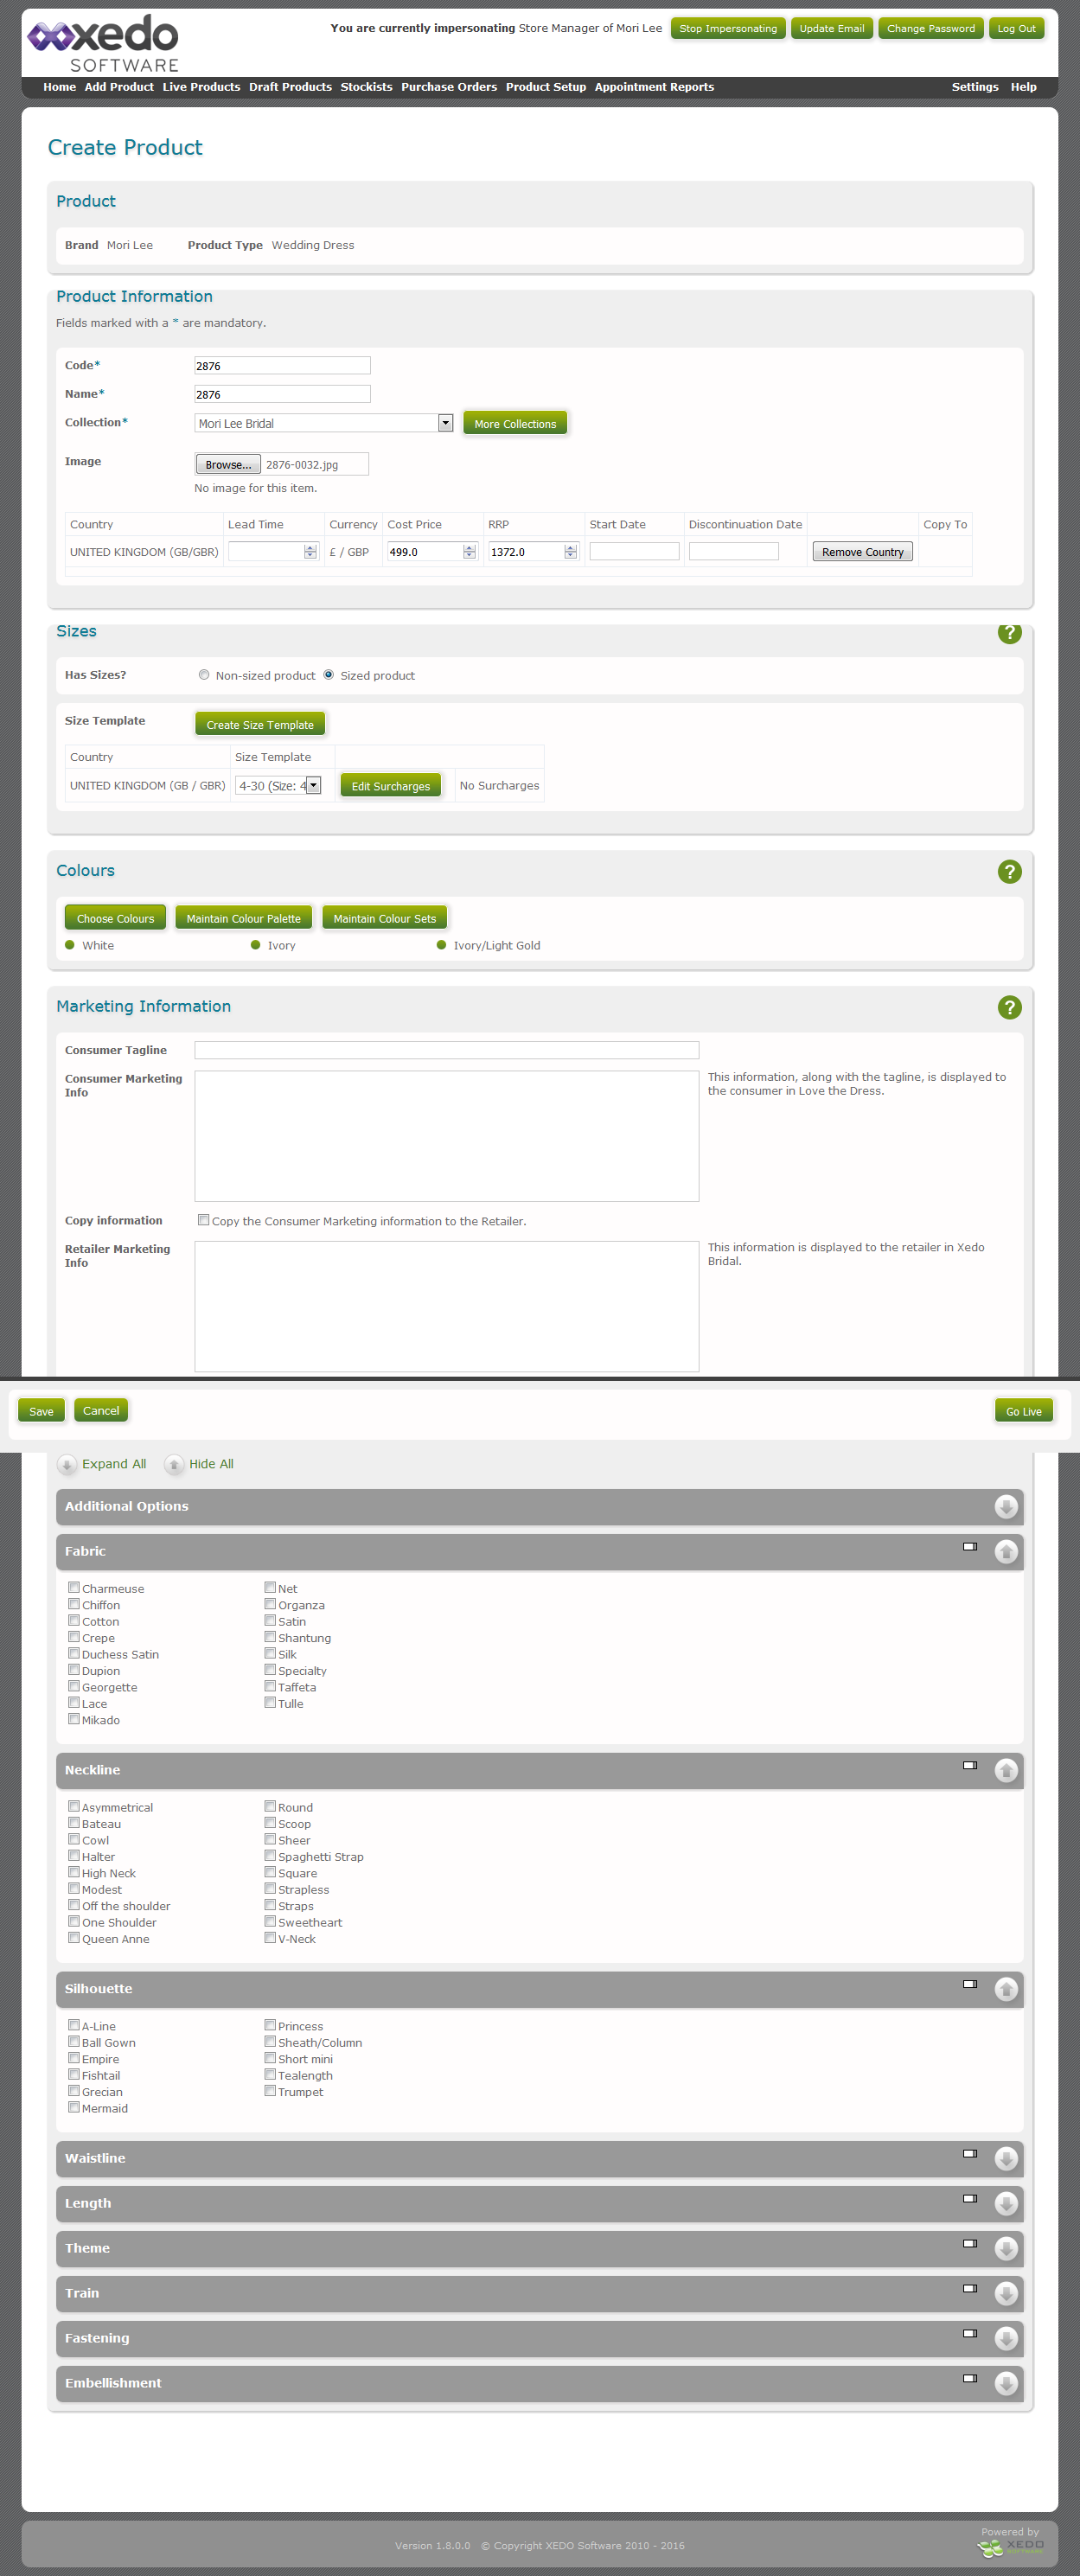 xedo
SOFTWARE
You are currently impersonating Store Manager of Mori Lee Stop Impersonating Update Email Change Password Log Out
Home Add Product Live Products Draft Products Stockists Purchase Orders Product Setup Appointment Reports Settings Help
Create Product
Product
Brand Mori Lee Product Type Wedding Dress
Product Information
Fields marked with a * are mandatory.
Code* 2876
Name* 2876
Collection* Mori Lee Bridal More Collections
Image Browse... 2876-0032.jpg
No image for this item.
Country Lead Time Currency Cost Price RRP Start Date Discontinuation Date Copy To
UNITED KINGDOM (GB/GBR) £ / GBP 499.0 1372.0 Remove Country
Sizes ?
Has Sizes? Non-sized product Sized product
Size Template Create Size Template
Country Size Template
UNITED KINGDOM (GB / GBR) 4-30 (Size: 4 Edit Surcharges No Surcharges
Colours ?
Choose Colours Maintain Colour Palette Maintain Colour Sets
White Ivory Ivory/Light Gold
Marketing Information ?
Consumer Tagline
Consumer Marketing Info
This information, along with the tagline, is displayed to
the consumer in Love the Dress.
Copy information Copy the Consumer Marketing information to the Retailer.
Retailer Marketing Info
This information is displayed to the retailer in Xedo
Bridal.
Save Cancel Go Live
Expand All Hide All
Additional Options
Fabric
Charmeuse Net
Chiffon Organza
Cotton Satin
Crepe Shantung
Duchess Satin Silk
Dupion Specialty
Georgette Taffeta
Lace Tulle
Mikado
Neckline
Asymmetrical Round
Bateau Scoop
Cowl Sheer
Halter Spaghetti Strap
High Neck Square
Modest Strapless
Off the shoulder Straps
One Shoulder Sweetheart
Queen Anne V-Neck
Silhouette
A-Line Princess
Ball Gown Sheath/Column
Empire Short mini
Fishtail Tealength
Grecian Trumpet
Mermaid
Waistline
Length
Theme
Train
Fastening
Embellishment
Version 1.8.0.0 © Copyright XEDO Software 2010 - 2016
Powered by
XEDO
SOFTWARE